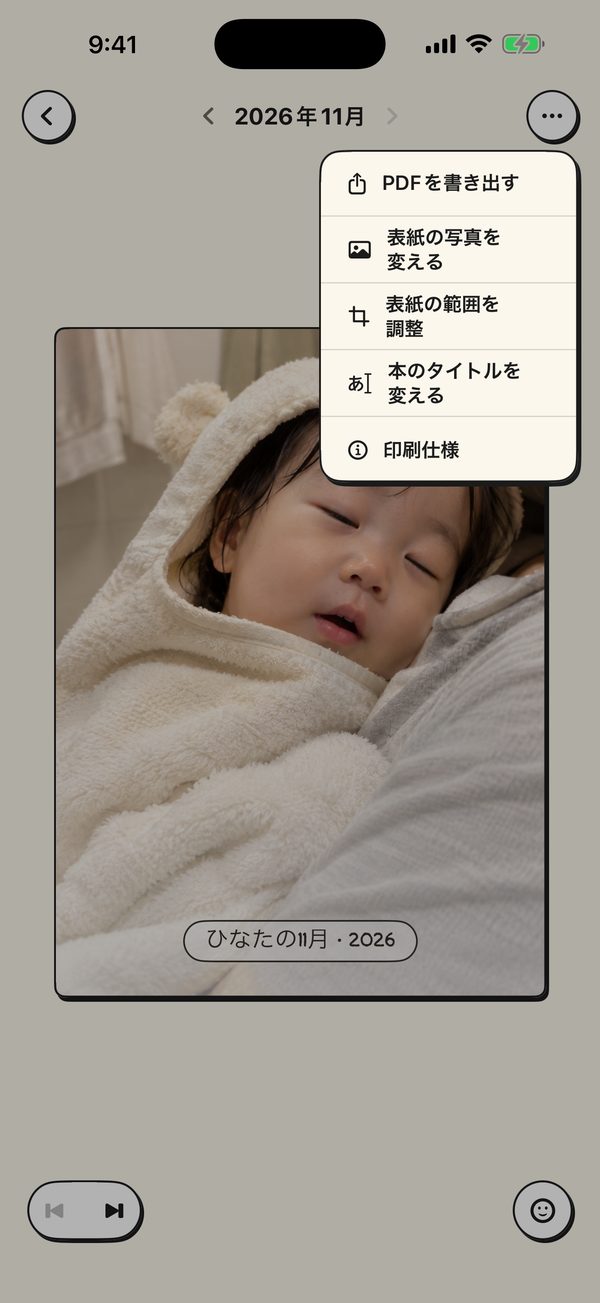 9:41
2026年11月
PDFを書き出す
表紙の写真を
変える
表紙の範囲を
調整
本のタイトルを
変える
印刷仕様
ひなたの11月・2026